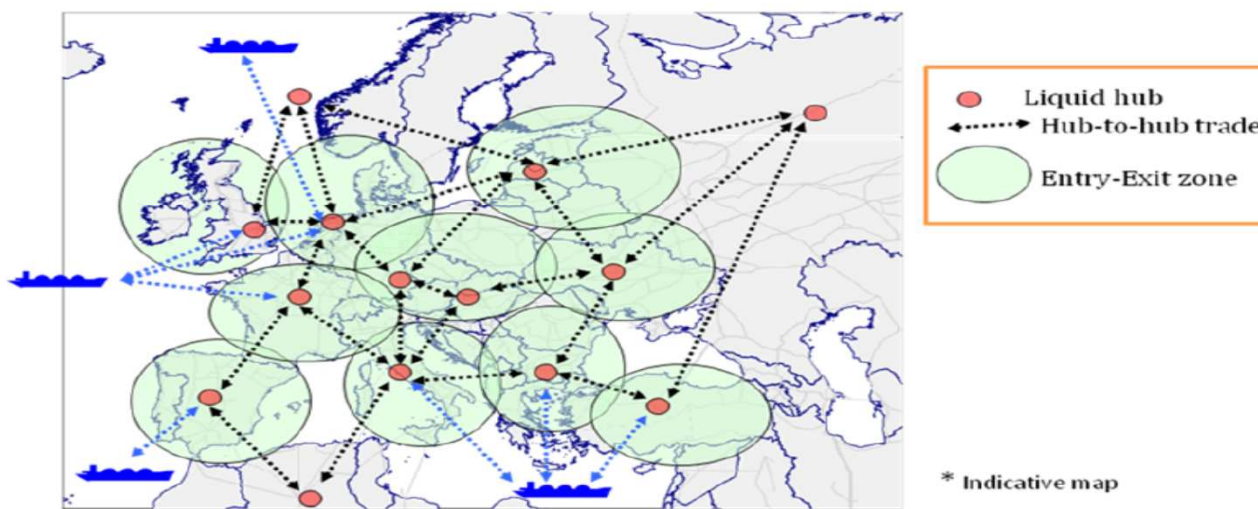 Liquid hub
Hub-to-hub trade
Entry-Exit zone
* Indicative map